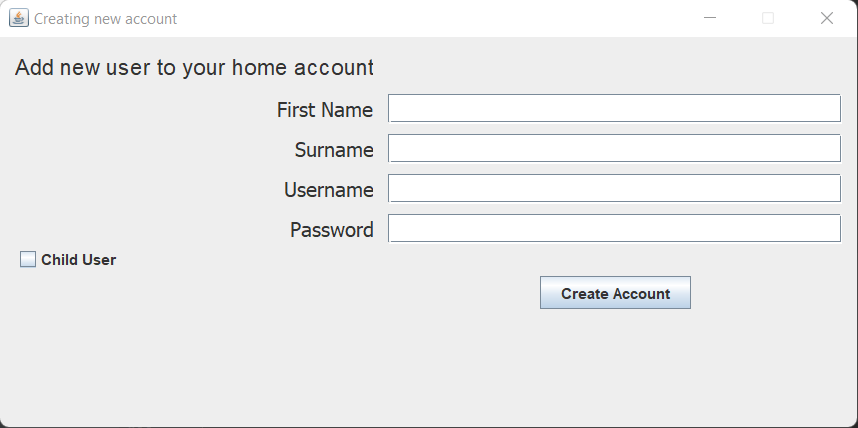 Creating new account
Add new user to your home account
First Name
Surname
Username
Password
Child User
Create Account